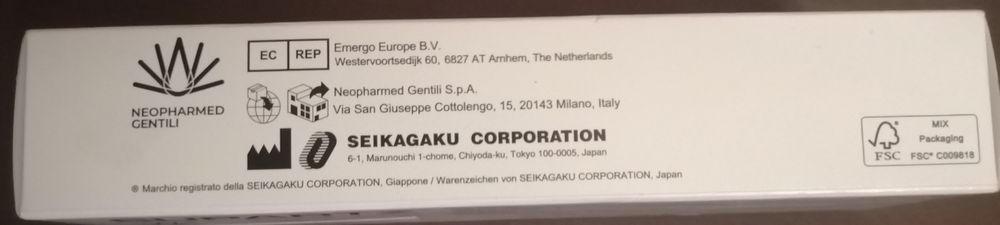 NEOPHARMED
GENTILI
EC REP
Emergo Europe B.V.
Westervoortsedijk 60, 6827 AT Arnhem, The Netherlands
Neopharmed Gentili S.p.A.
Via San Giuseppe Cottolengo, 15, 20143 Milano, Italy
SEIKAGAKU CORPORATION
6-1, Marunouchi 1-chome, Chiyoda-ku, Tokyo 100-0005, Japan
® Marchio registrato della SEIKAGAKU CORPORATION, Giappone / Warenzeichen von SEIKAGAKU CORPORATION, Japan
FSC
MIX
Packaging
FSC® C009818